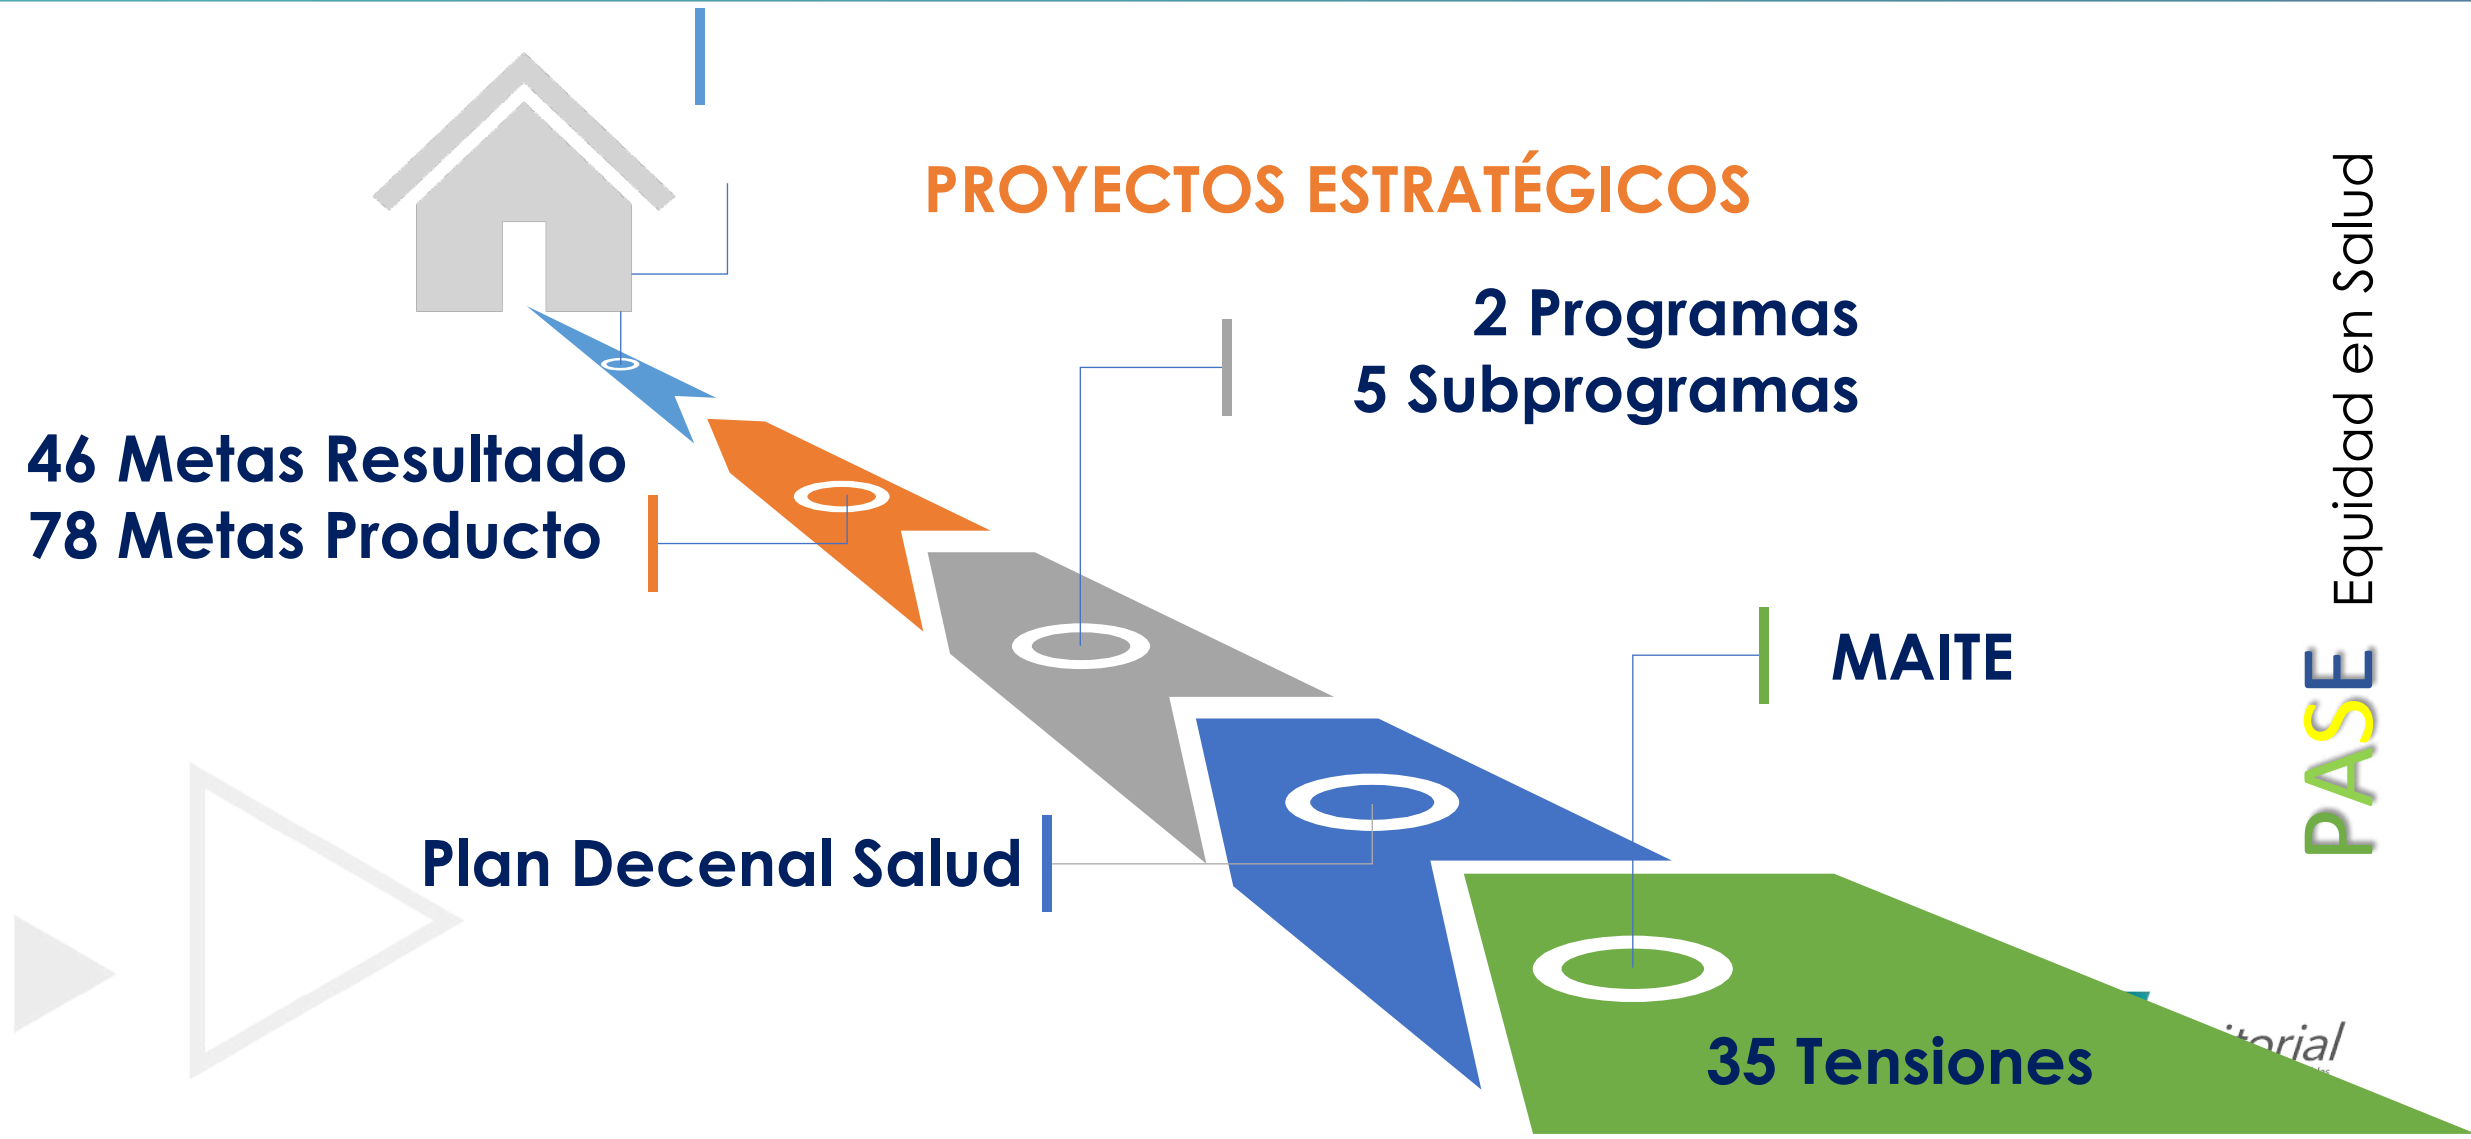 PROYECTOS ESTRATÉGICOS
2 Programas
5 Subprogramas
46 Metas Resultado
78 Metas Producto
MAITE
Plan Decenal Salud
35 Tensiones
PASE Equidad en Salud